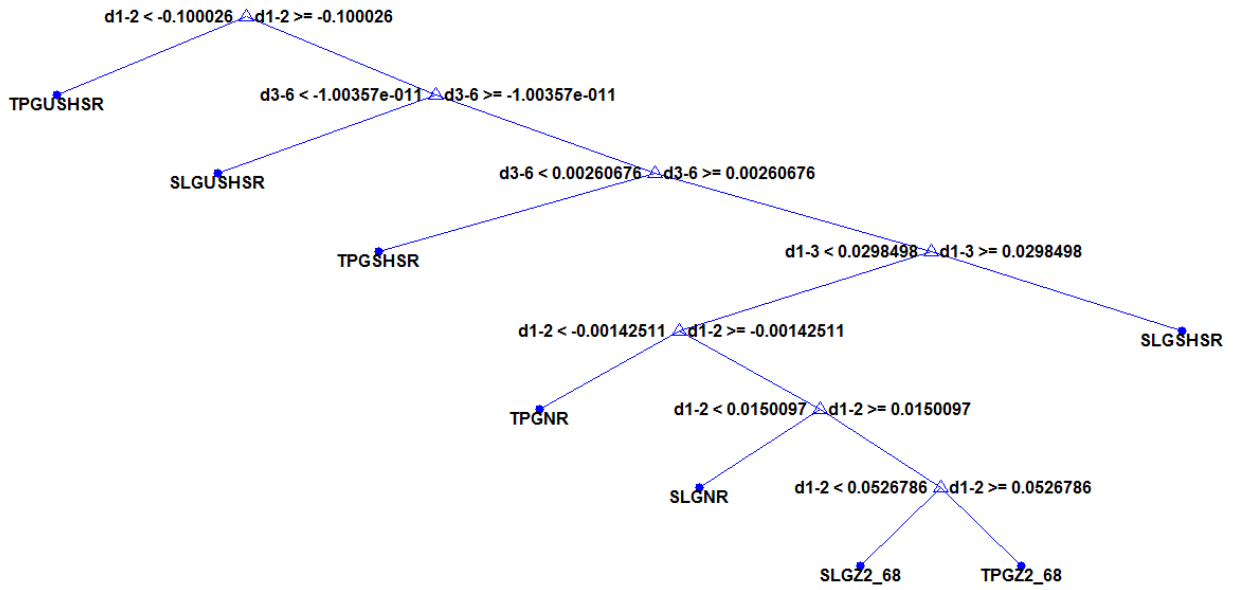 d1-2 < -0.100026 d1-2 >= -0.100026
TPGUSHSR
d3-6 < -1.00357e-011 d3-6 >= -1.00357e-011
SLGUSHSR
d3-6 < 0.00260676 d3-6 >= 0.00260676
TPGSHSR
d1-3 < 0.0298498 d1-3 >= 0.0298498
d1-2 < -0.00142511 d1-2 >= -0.00142511
SLGSHSR
TPGNR
d1-2 < 0.0150097 d1-2 >= 0.0150097
SLGNR
d1-2 < 0.0526786 d1-2 >= 0.0526786
SLGZ2_68
TPGZ2_68